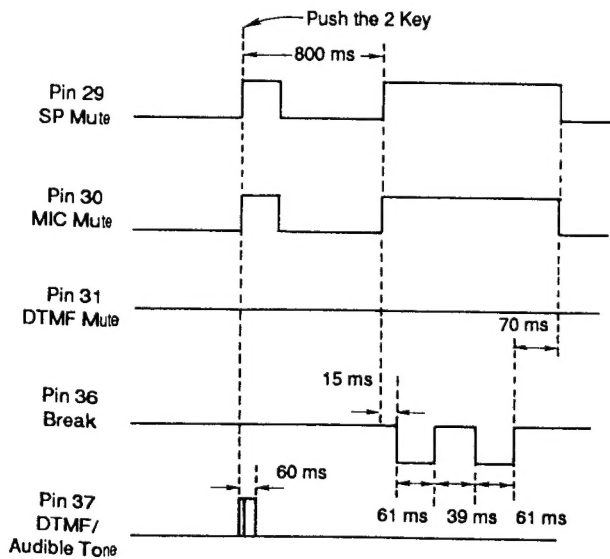 Push the 2 Key
800 ms
Pin 29
SP Mute
Pin 30
MIC Mute
Pin 31
DTMF Mute
70 ms
15 ms
Pin 36
Break
60 ms
61 ms 39 ms 61 ms
Pin 37
DTMF/
Audible Tone